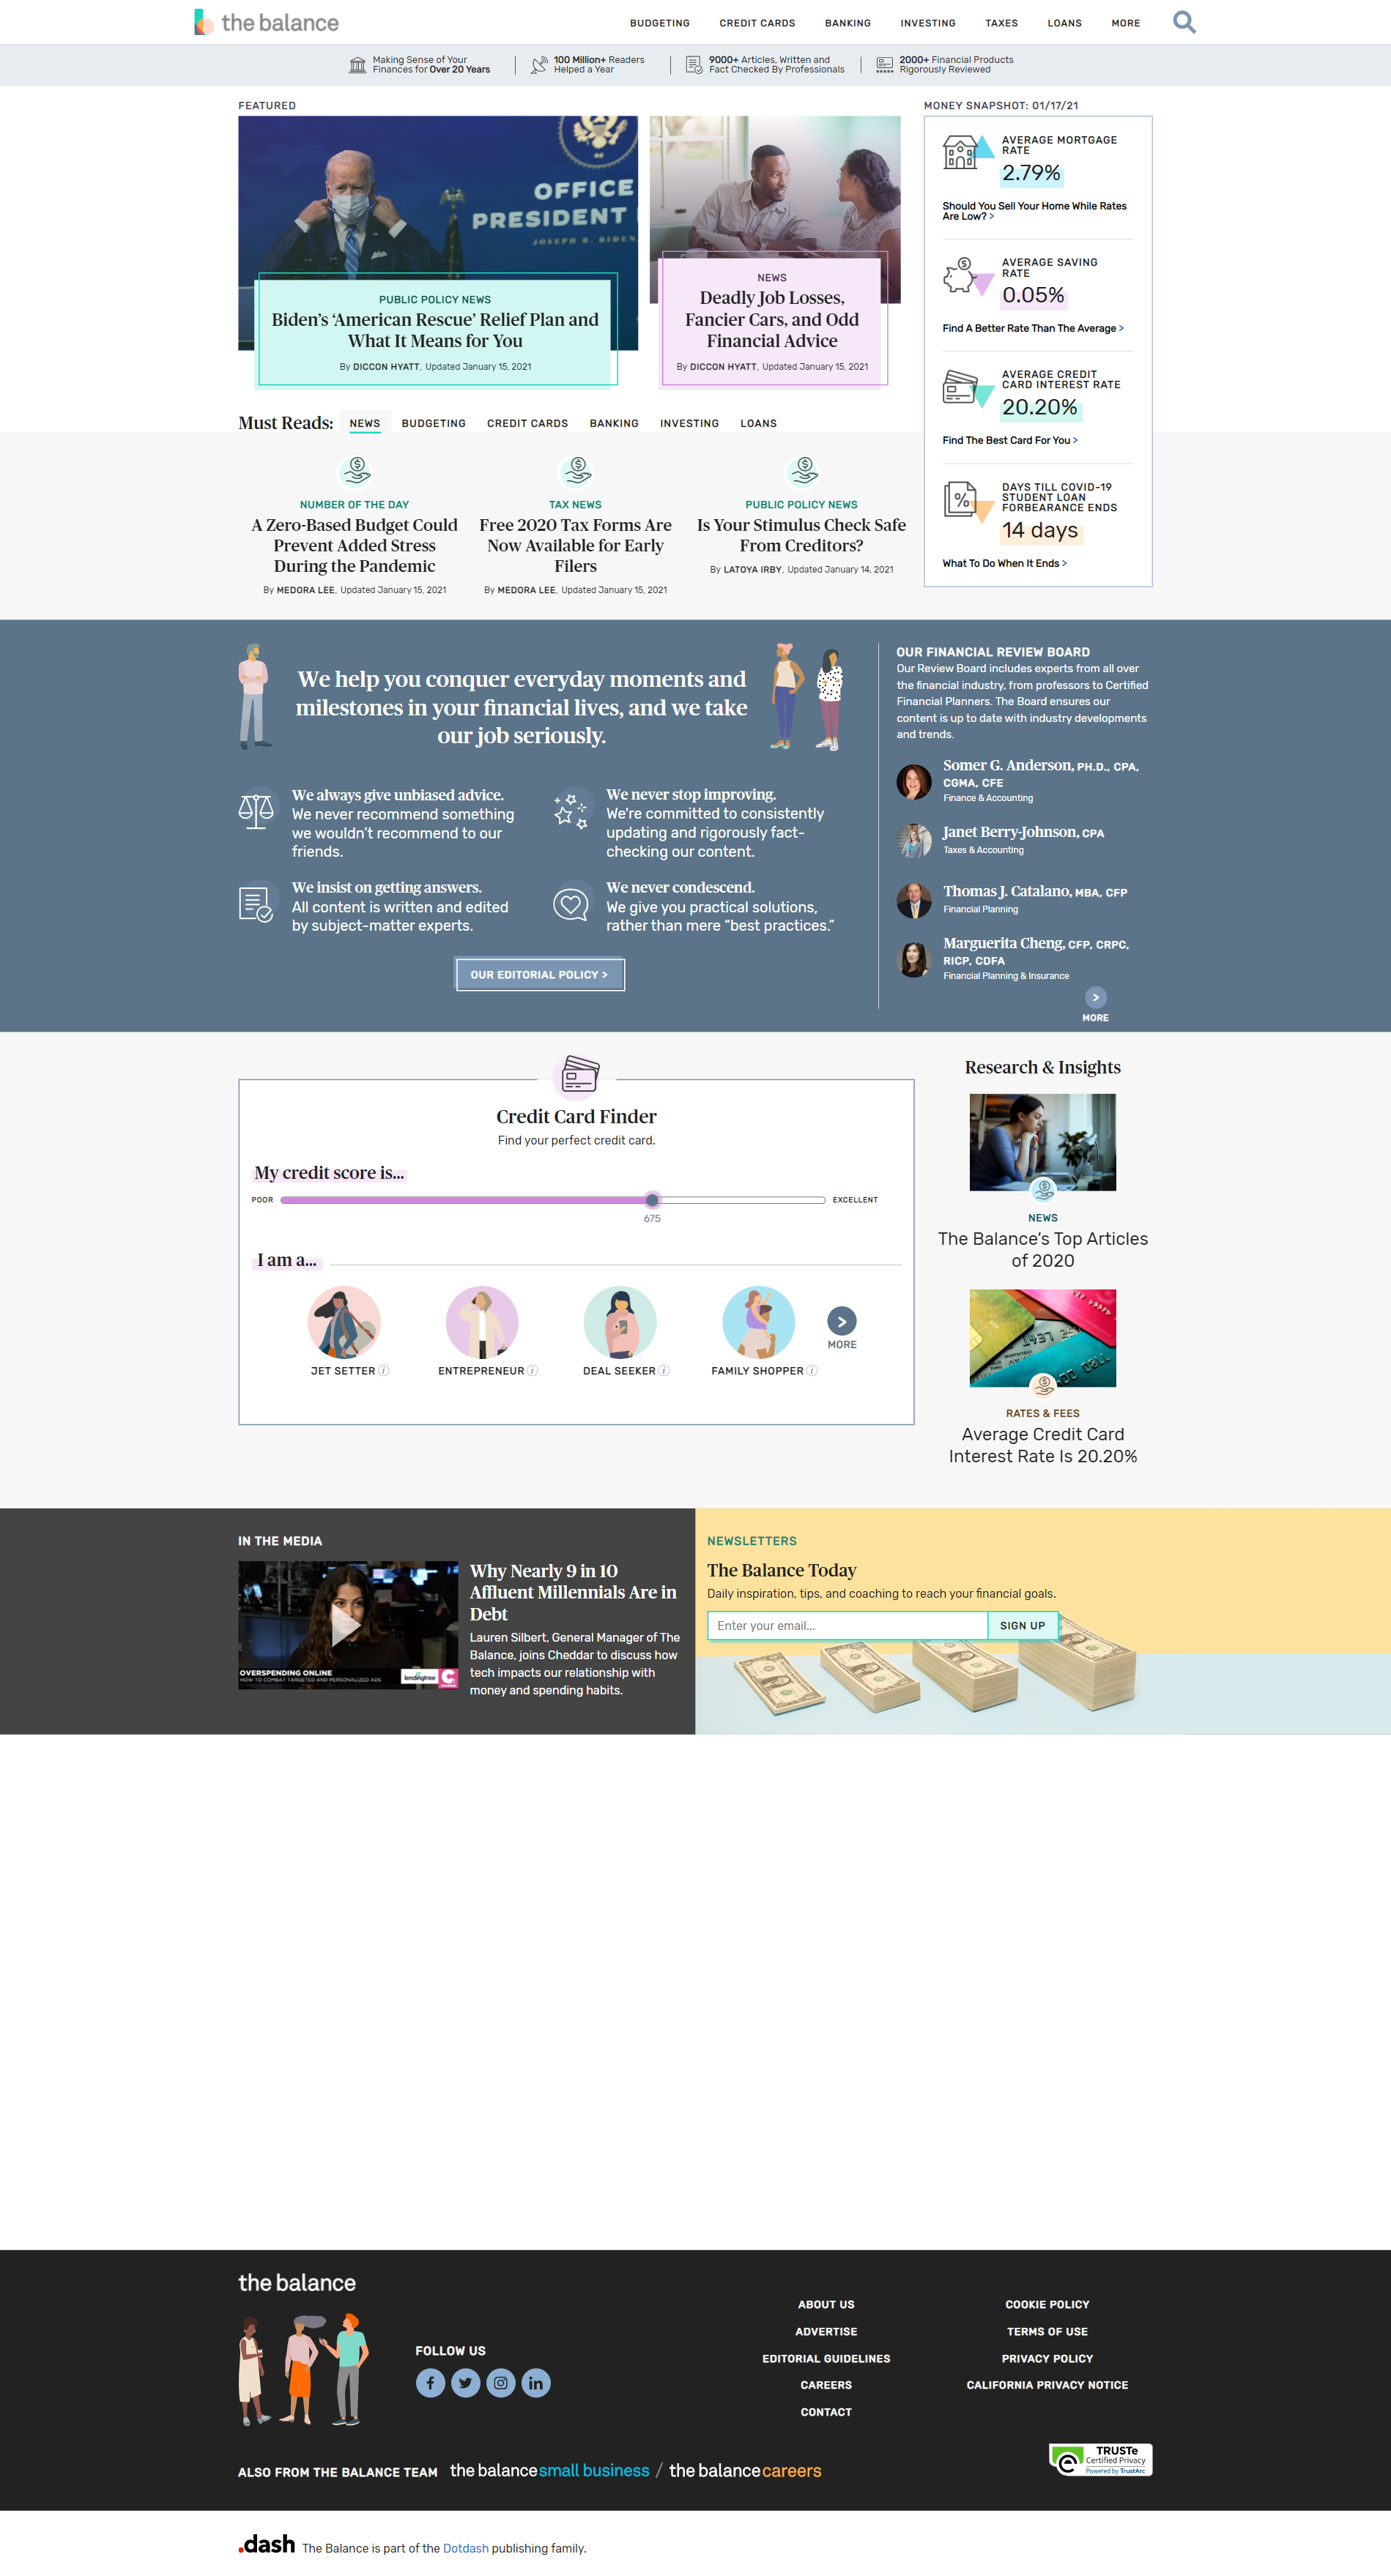 the balance
BUDGETING
CREDIT CARDS
BANKING
INVESTING
TAXES
LOANS
MORE
Making Sense of Your
Finances for Over 20 Years
100 Million+ Readers
Helped a Year
9000+ Articles, Written and
Fact Checked By Professionals
2000+ Financial Products
Rigorously Reviewed
FEATURED
OFFICE
PRESIDENT
JOSEPH R. BIDEN
PUBLIC POLICY NEWS
Biden's ‘American Rescue’ Relief Plan and
What It Means for You
By DICCON HYATT, Updated January 15, 2021
NEWS
Deadly Job Losses,
Fancier Cars, and Odd
Financial Advice
By DICCON HYATT, Updated January 15, 2021
MONEY SNAPSHOT: 01/17/21
AVERAGE MORTGAGE
RATE
2.79%
Should You Sell Your Home While Rates
Are Low? >
AVERAGE SAVING
RATE
0.05%
Find A Better Rate Than The Average >
AVERAGE CREDIT
CARD INTEREST RATE
20.20%
Find The Best Card For You >
DAYS TILL COVID-19
STUDENT LOAN
FORBEARANCE ENDS
14 days
What To Do When It Ends >
Must Reads:
NEWS
BUDGETING
CREDIT CARDS
BANKING
INVESTING
LOANS
NUMBER OF THE DAY
A Zero-Based Budget Could
Prevent Added Stress
During the Pandemic
By MEDORA LEE, Updated January 15, 2021
TAX NEWS
Free 2020 Tax Forms Are
Now Available for Early
Filers
By MEDORA LEE, Updated January 15, 2021
PUBLIC POLICY NEWS
Is Your Stimulus Check Safe
From Creditors?
By LATOYA IRBY, Updated January 14, 2021
We help you conquer everyday moments and
milestones in your financial lives, and we take
our job seriously.
We always give unbiased advice.
We never recommend something
we wouldn't recommend to our
friends.
We never stop improving.
We're committed to consistently
updating and rigorously fact-
checking our content.
We insist on getting answers.
All content is written and edited
by subject-matter experts.
We never condescend.
We give you practical solutions,
rather than mere “best practices.”
OUR EDITORIAL POLICY >
OUR FINANCIAL REVIEW BOARD
Our Review Board includes experts from all over
the financial industry, from professors to Certified
Financial Planners. The Board ensures our
content is up to date with industry developments
and trends.
Somer G. Anderson, PH.D., CPA,
CGMA, CFE
Finance & Accounting
Janet Berry-Johnson, CPA
Taxes & Accounting
Thomas J. Catalano, MBA, CFP
Financial Planning
Marguerita Cheng, CFP, CRPC,
RICP, CDFA
Financial Planning & Insurance
>
MORE
Credit Card Finder
Find your perfect credit card.
My credit score is...
POOR
EXCELLENT
675
I am a...
JET SETTER
ENTREPRENEUR
DEAL SEEKER
FAMILY SHOPPER
>
MORE
Research & Insights
NEWS
The Balance's Top Articles
of 2020
RATES & FEES
Average Credit Card
Interest Rate Is 20.20%
IN THE MEDIA
OVERSPENDING ONLINE
HOW TO COMBAT TARGETED AND PERSONALIZED ADS
lendingtree
Why Nearly 9 in 10
Affluent Millennials Are in
Debt
Lauren Silbert, General Manager of The
Balance, joins Cheddar to discuss how
tech impacts our relationship with
money and spending habits.
NEWSLETTERS
The Balance Today
Daily inspiration, tips, and coaching to reach your financial goals.
Enter your email...
SIGN UP
the balance
FOLLOW US
ABOUT US
ADVERTISE
EDITORIAL GUIDELINES
CAREERS
CONTACT
COOKIE POLICY
TERMS OF USE
PRIVACY POLICY
CALIFORNIA PRIVACY NOTICE
ALSO FROM THE BALANCE TEAM
the balance small business / the balance careers
TRUSTe
Certified Privacy
Powered by TrustArc
.dash
The Balance is part of the Dotdash publishing family.